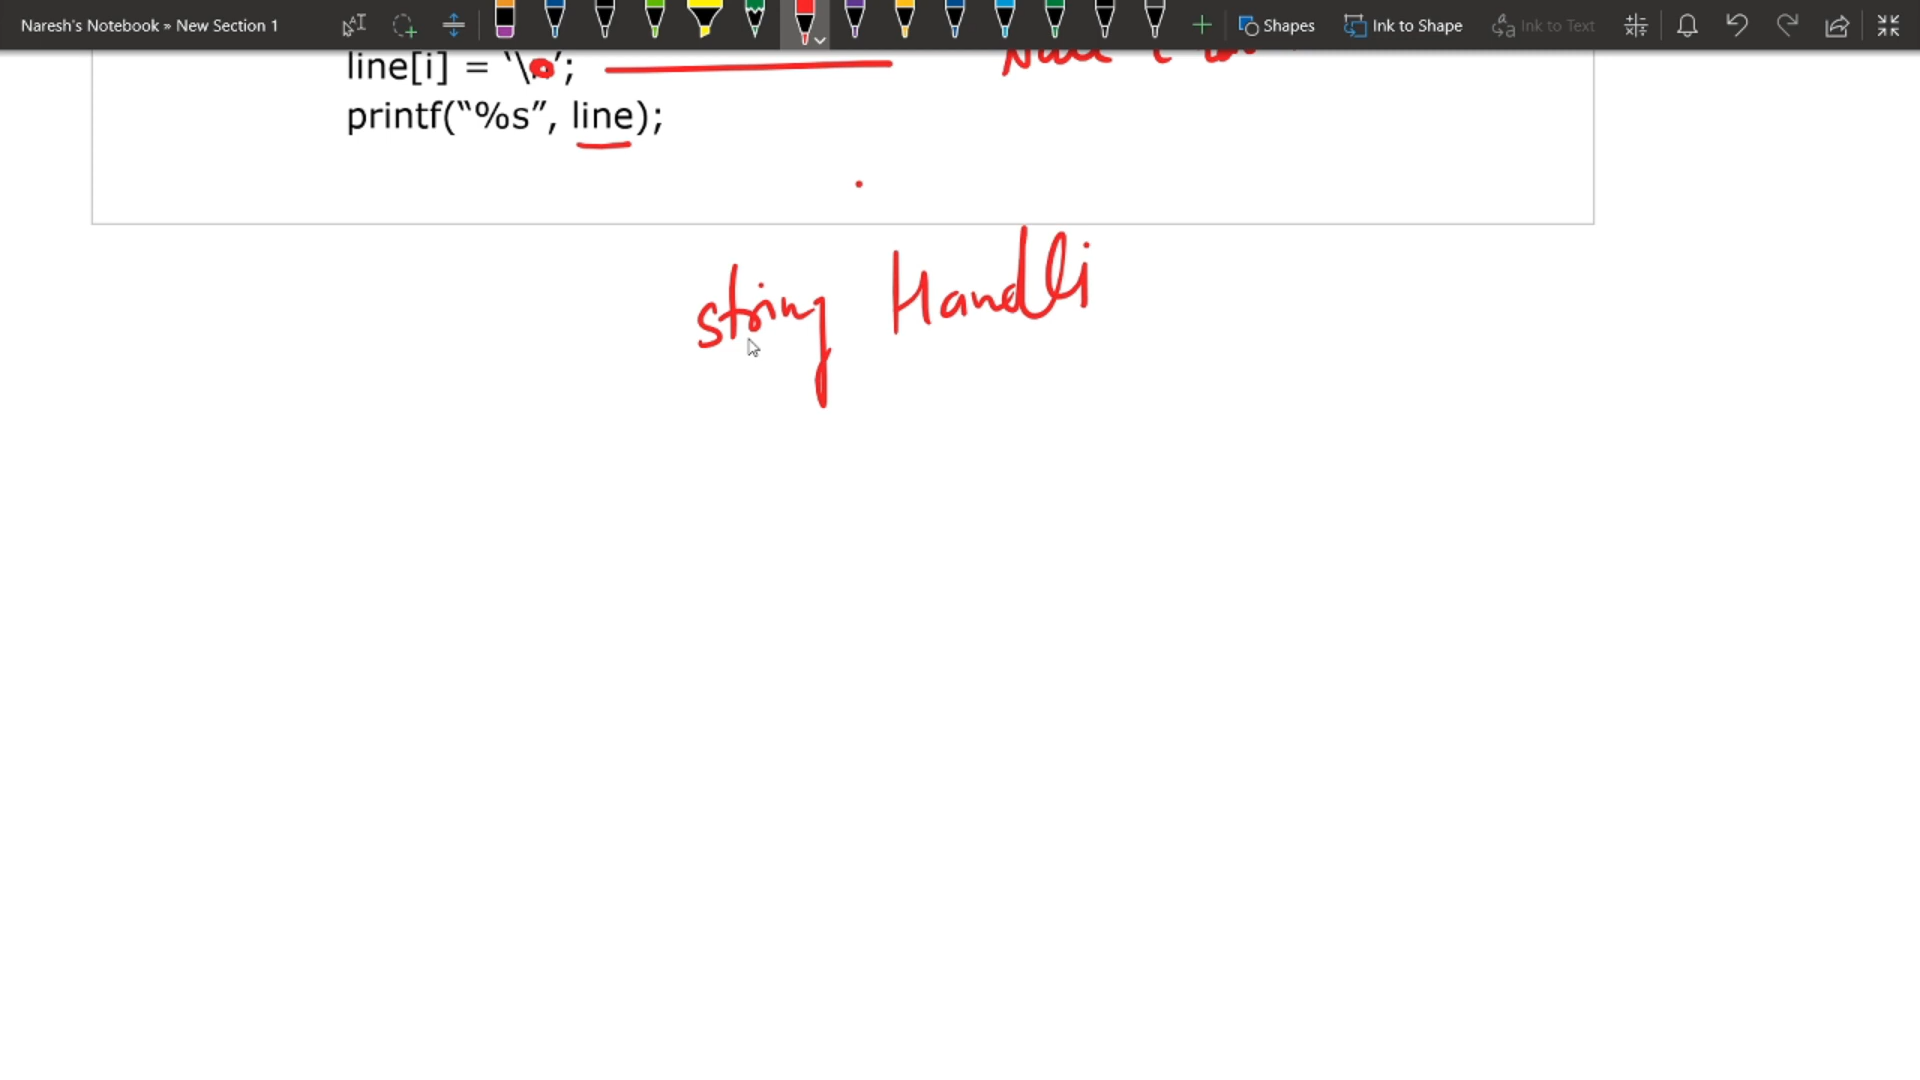 Naresh's Notebook » New Section 1 Shapes Ink to Shape Ink to Text
line[i] = ‘\0’;
printf(“%s”, line);
string Handli